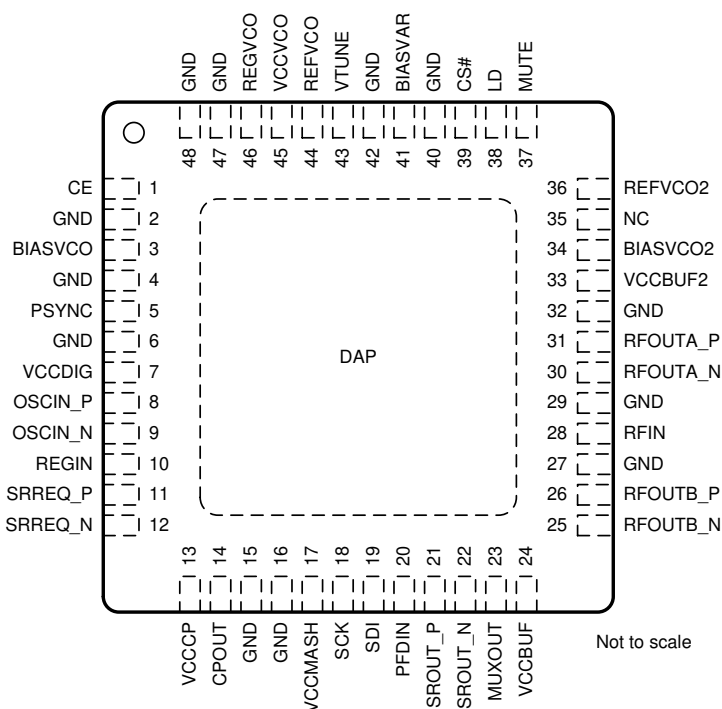 GND
GND
REGVCO
VCCVCO
REFVCO
VTUNE
GND
BIASVAR
GND
CS#
LD
MUTE
48
47
46
45
44
43
42
41
40
39
38
37
CE 1
GND 2
BIASVCO 3
GND 4
PSYNC 5
GND 6
VCCDIG 7
OSCIN_P 8
OSCIN_N 9
REGIN 10
SRREQ_P 11
SRREQ_N 12
DAP
36 REFVCO2
35 NC
34 BIASVCO2
33 VCCBUF2
32 GND
31 RFOUTA_P
30 RFOUTA_N
29 GND
28 RFIN
27 GND
26 RFOUTB_P
25 RFOUTB_N
13
14
15
16
17
18
19
20
21
22
23
24
VCCCP
CPOUT
GND
GND
VCCMASH
SCK
SDI
PFDIN
SROUT_P
SROUT_N
MUXOUT
VCCBUF
Not to scale